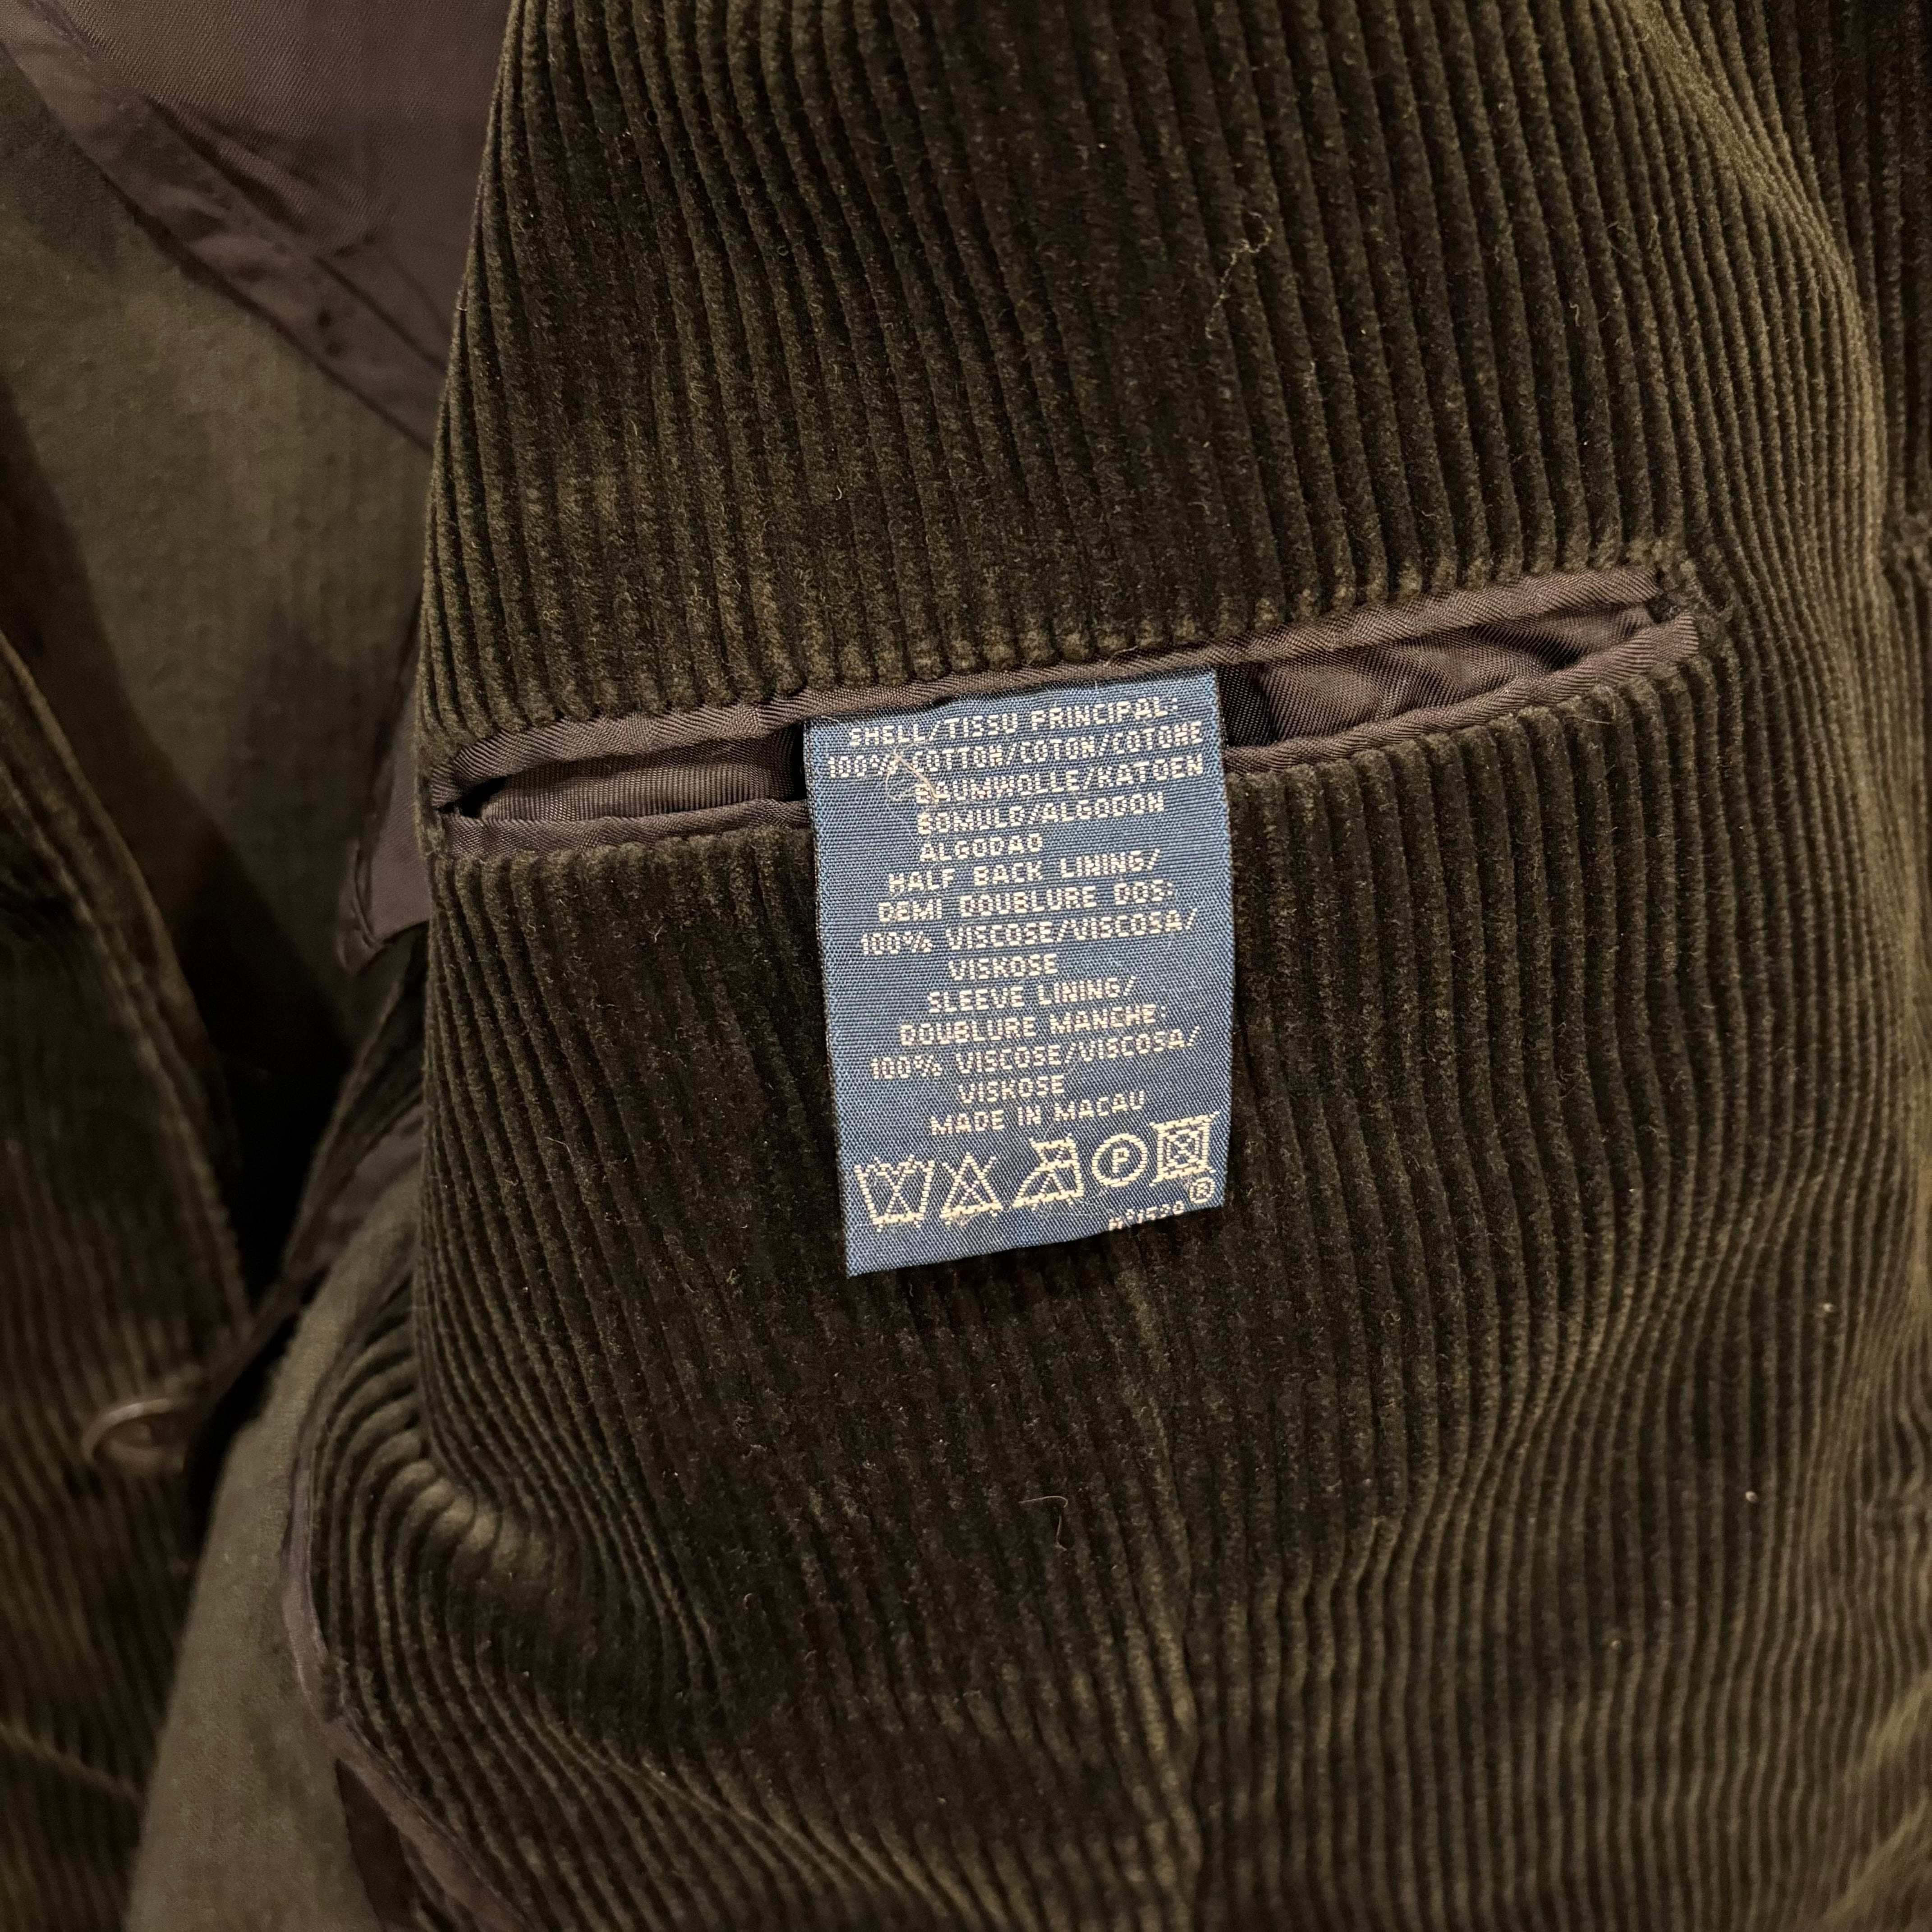 SHELL/TISSU PRINCIPAL:
100% COTTON/COTON/COTONE
BAUMWOLLE/KATOEN
BOMULD/ALGODON
ALGODAO
HALF BACK LINING/
DEMI DOUBLURE DOS:
100% VISCOSE/VISCOSA/
VISKOSE
SLEEVE LINING/
DOUBLURE MANCHE:
100% VISCOSE/VISCOSA/
VISKOSE
MADE IN MACAU
P
®